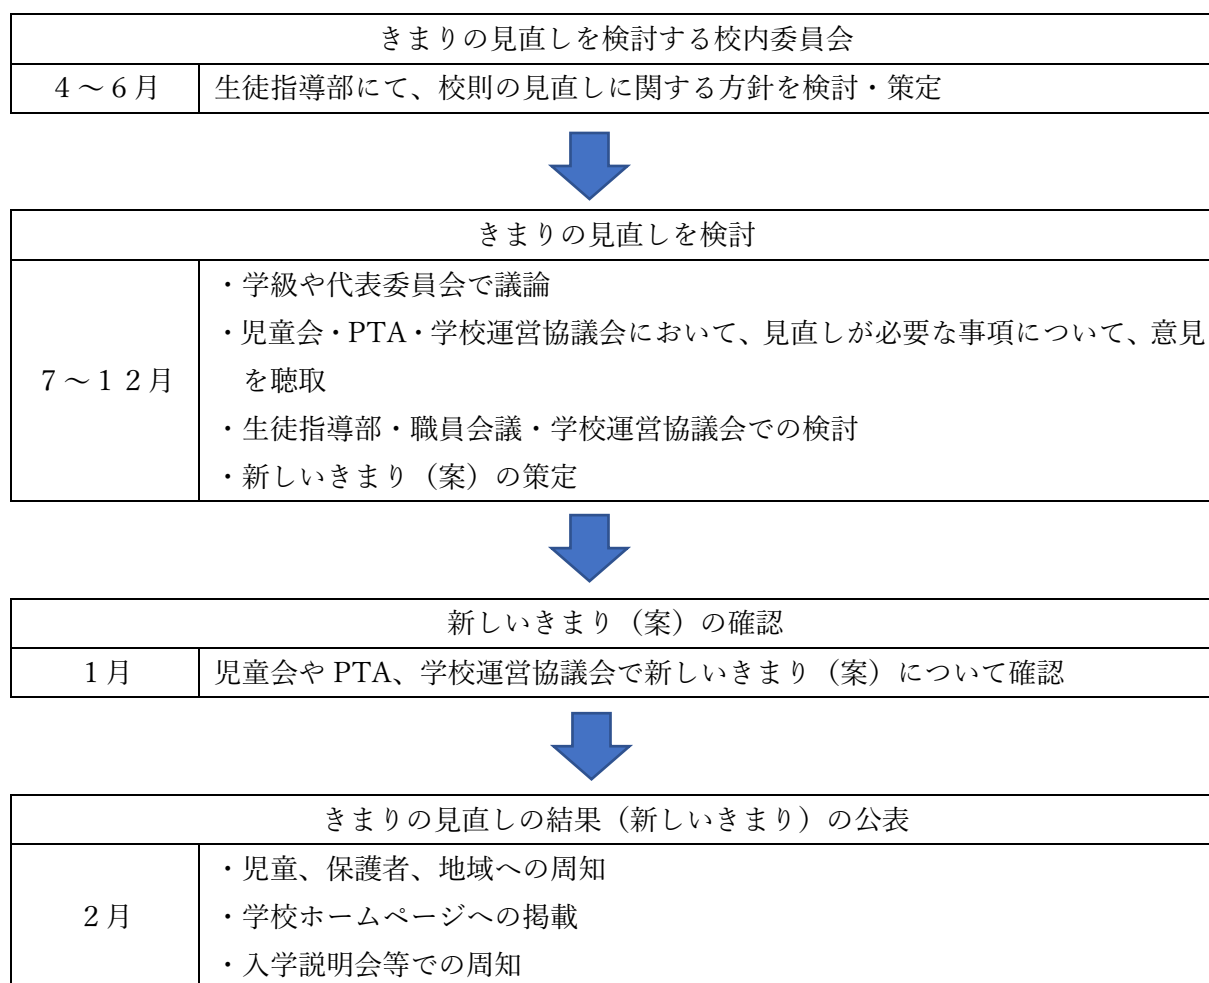 きまりの見直しを検討する校内委員会
４～６月 生徒指導部にて、校則の見直しに関する方針を検討・策定
きまりの見直しを検討
７～１２月
・学級や代表委員会で議論
・児童会・PTA・学校運営協議会において、見直しが必要な事項について、意見
を聴取
・生徒指導部・職員会議・学校運営協議会での検討
・新しいきまり（案）の策定
新しいきまり（案）の確認
１月 児童会や PTA、学校運営協議会で新しいきまり（案）について確認
きまりの見直しの結果（新しいきまり）の公表
２月
・児童、保護者、地域への周知
・学校ホームページへの掲載
・入学説明会等での周知